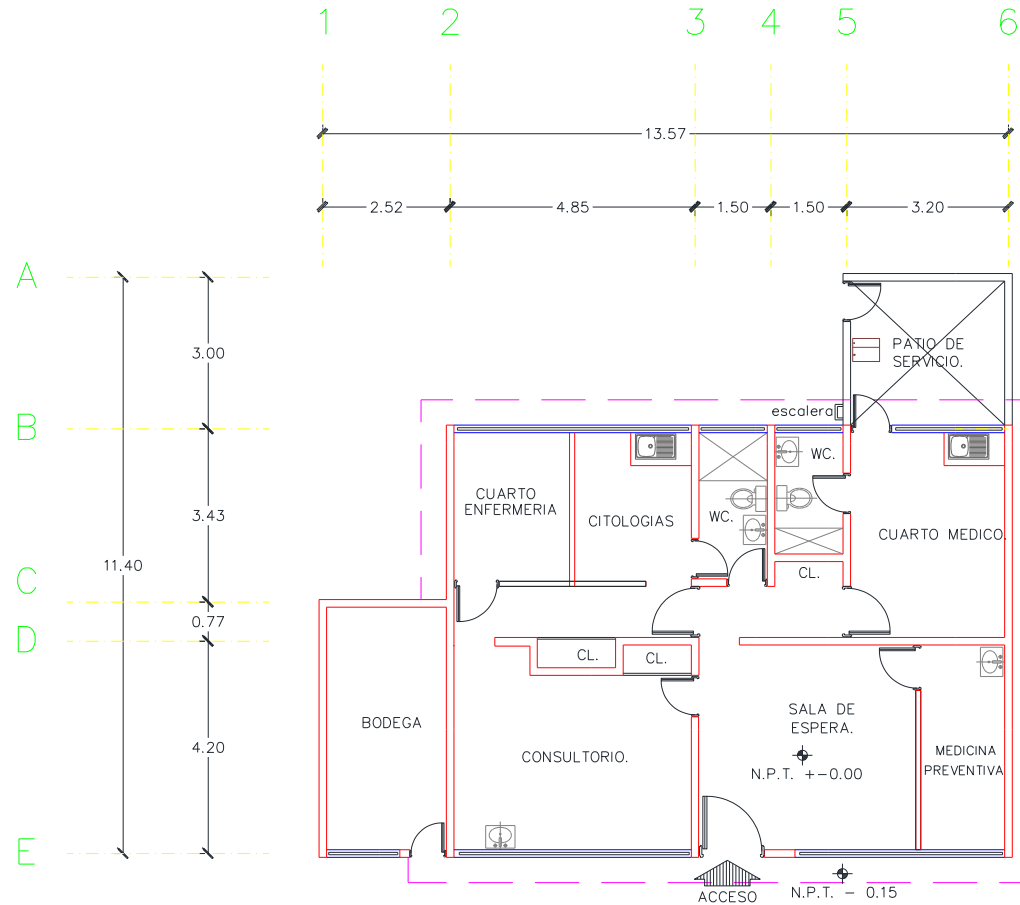 1 2 3 4 5 6
13.57
2.52 4.85 1.50 1.50 3.20
A
3.00
PATIO DE
SERVICIO.
escalera
B
WC.
CUARTO
ENFERMERIA
3.43
CITOLOGIAS
WC.
CUARTO MEDICO.
11.40
CL.
C
0.77
D
CL.
CL.
BODEGA
SALA DE
ESPERA.
4.20
CONSULTORIO.
MEDICINA
PREVENTIVA
N.P.T. +-0.00
E
ACCESO
N.P.T. - 0.15